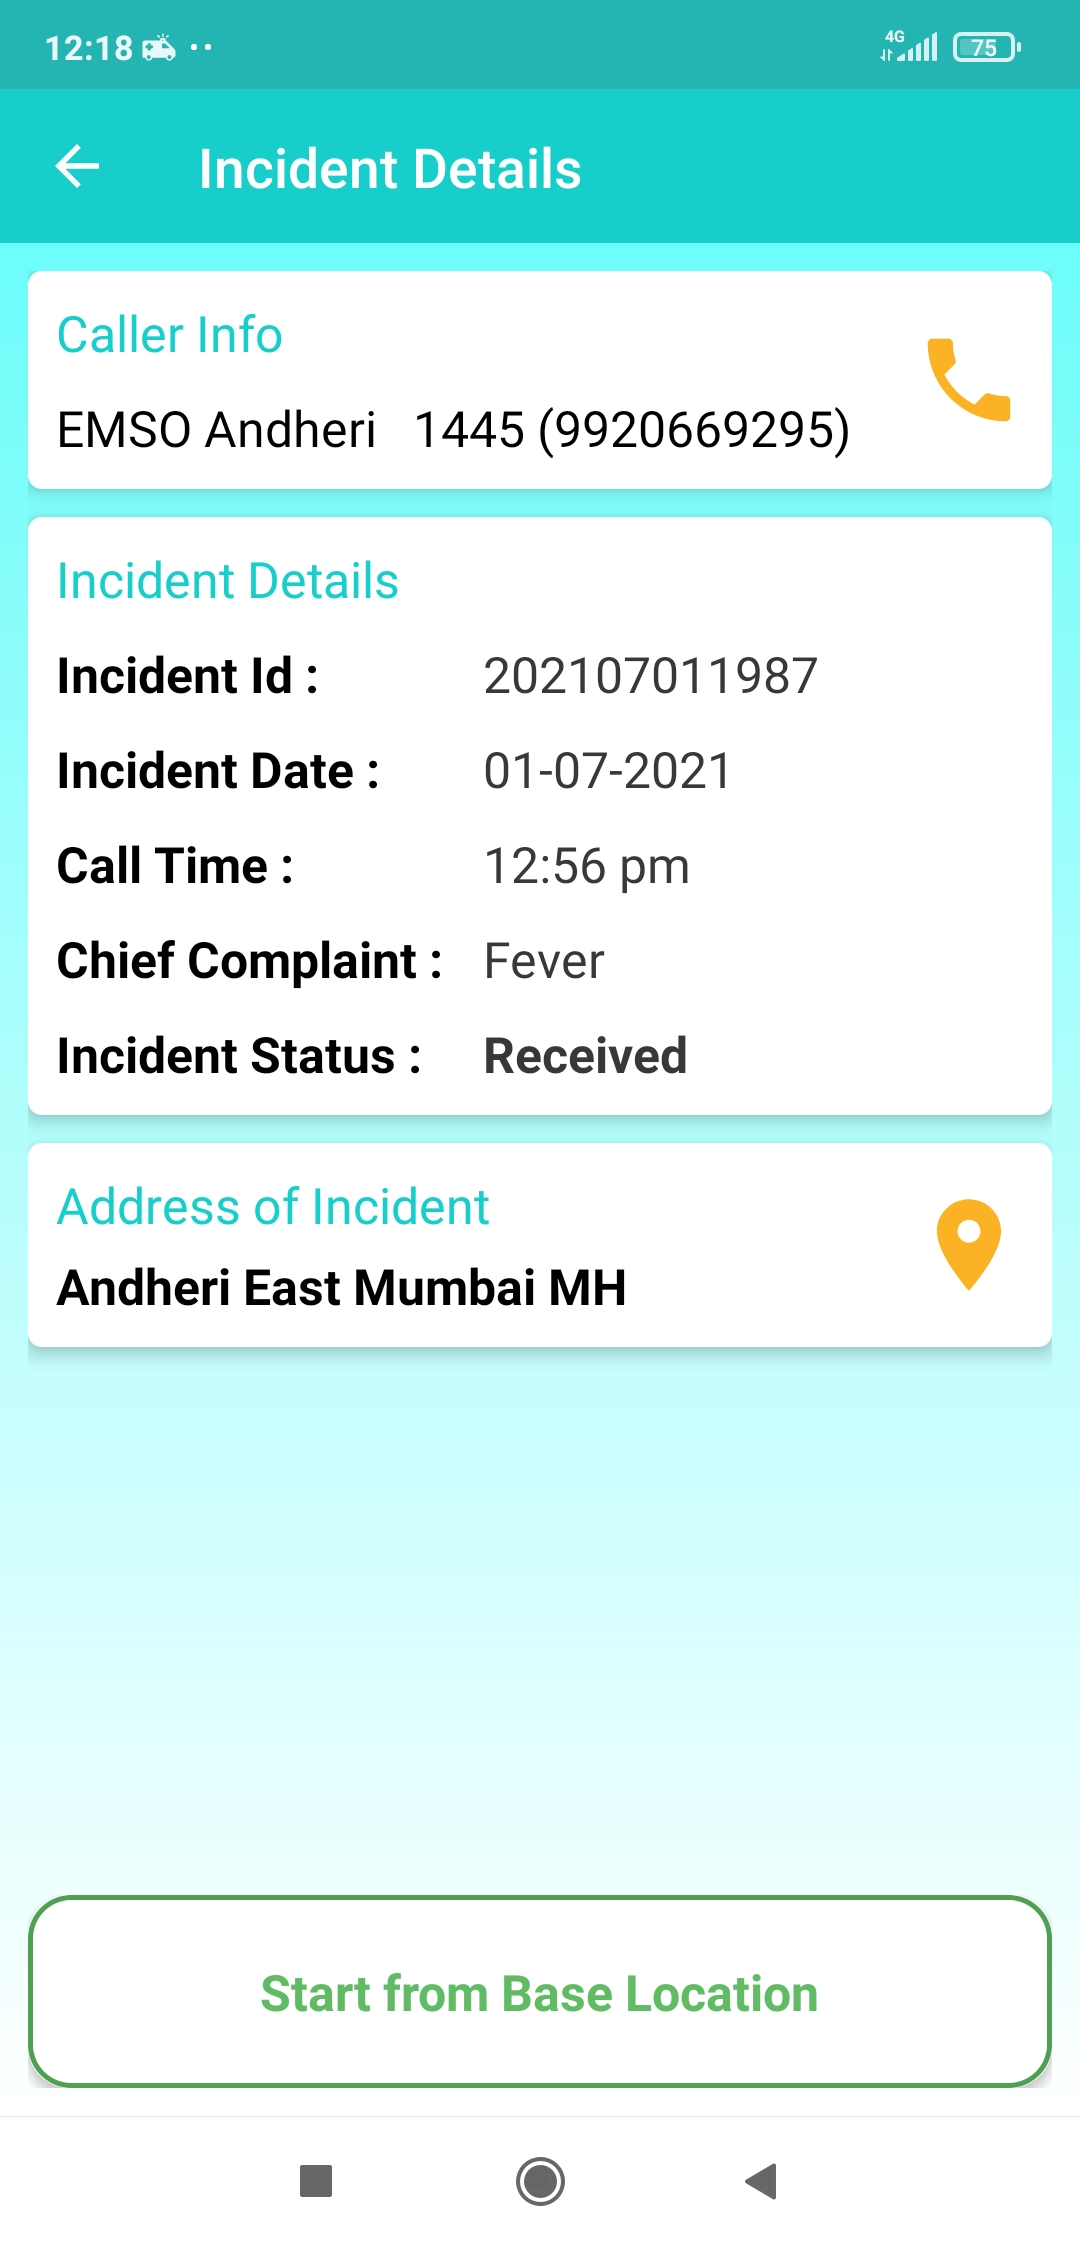 12:18
4G
75
Incident Details
Caller Info
EMSO Andheri 1445 (9920669295)
Incident Details
Incident Id : 202107011987
Incident Date : 01-07-2021
Call Time : 12:56 pm
Chief Complaint : Fever
Incident Status : Received
Address of Incident
Andheri East Mumbai MH
Start from Base Location